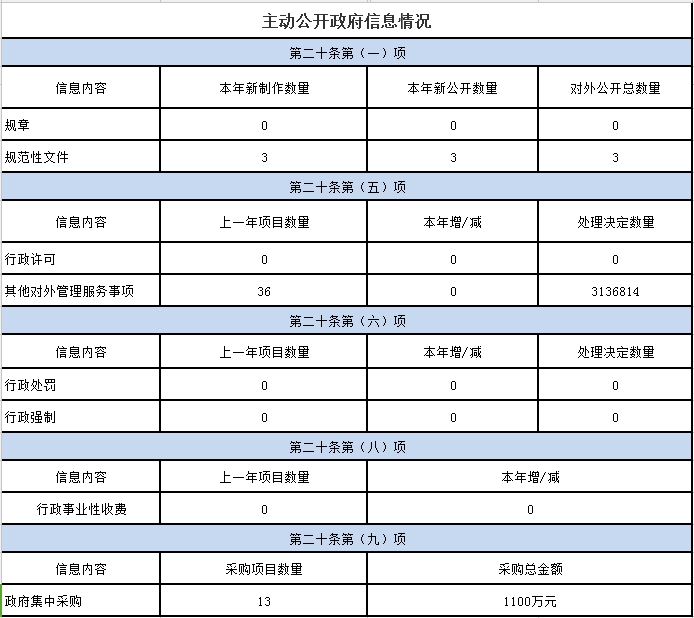 主动公开政府信息情况
第二十条第（一）项
信息内容 本年新制作数量 本年新公开数量 对外公开总数量
规章 0 0 0
规范性文件 3 3 3
第二十条第（五）项
信息内容 上一年项目数量 本年增/减 处理决定数量
行政许可 0 0 0
其他对外管理服务事项 36 0 3136814
第二十条第（六）项
信息内容 上一年项目数量 本年增/减 处理决定数量
行政处罚 0 0 0
行政强制 0 0 0
第二十条第（八）项
信息内容 上一年项目数量 本年增/减
行政事业性收费 0 0
第二十条第（九）项
信息内容 采购项目数量 采购总金额
政府集中采购 13 1100万元